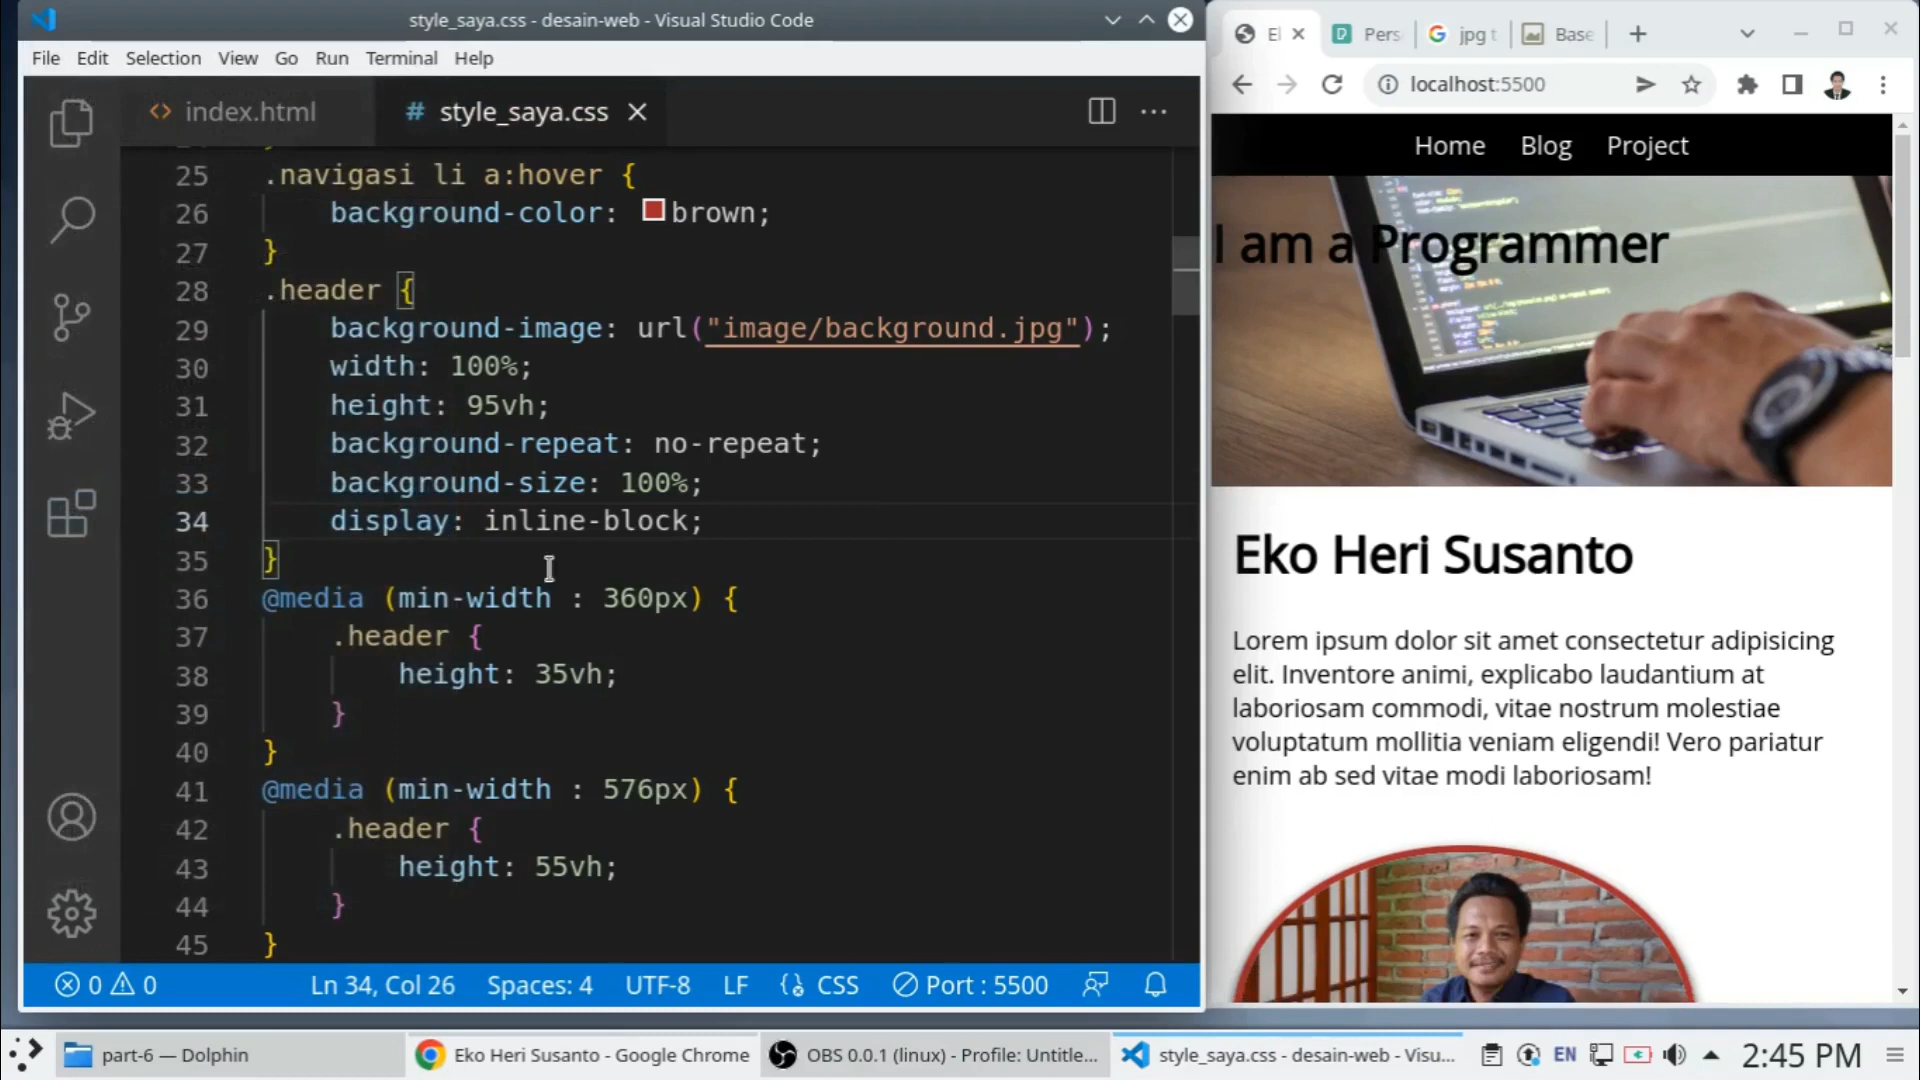 style_saya.css - desain-web - Visual Studio Code
File Edit Selection View Go Run Terminal Help
index.html
# style_saya.css
25 .navigasi li a:hover {
26 background-color: brown;
27 }
28 .header {
29 background-image: url("image/background.jpg");
30 width: 100%;
31 height: 95vh;
32 background-repeat: no-repeat;
33 background-size: 100%;
34 display: inline-block;
35 }
36 @media (min-width : 360px) {
37 .header {
38 height: 35vh;
39 }
40 }
41 @media (min-width : 576px) {
42 .header {
43 height: 55vh;
44 }
45 }
0 0 Ln 34, Col 26 Spaces: 4 UTF-8 LF CSS Port : 5500
El Pers jpg t Base
localhost:5500
Home Blog Project
I am a Programmer
Eko Heri Susanto
Lorem ipsum dolor sit amet consectetur adipisicing
elit. Inventore animi, explicabo laudantium at
laboriosam commodi, vitae nostrum molestiae
voluptatum mollitia veniam eligendi! Vero pariatur
enim ab sed vitae modi laboriosam!
part-6 — Dolphin
Eko Heri Susanto - Google Chrome
OBS 0.0.1 (linux) - Profile: Untitle...
style_saya.css - desain-web - Visu...
EN
2:45 PM